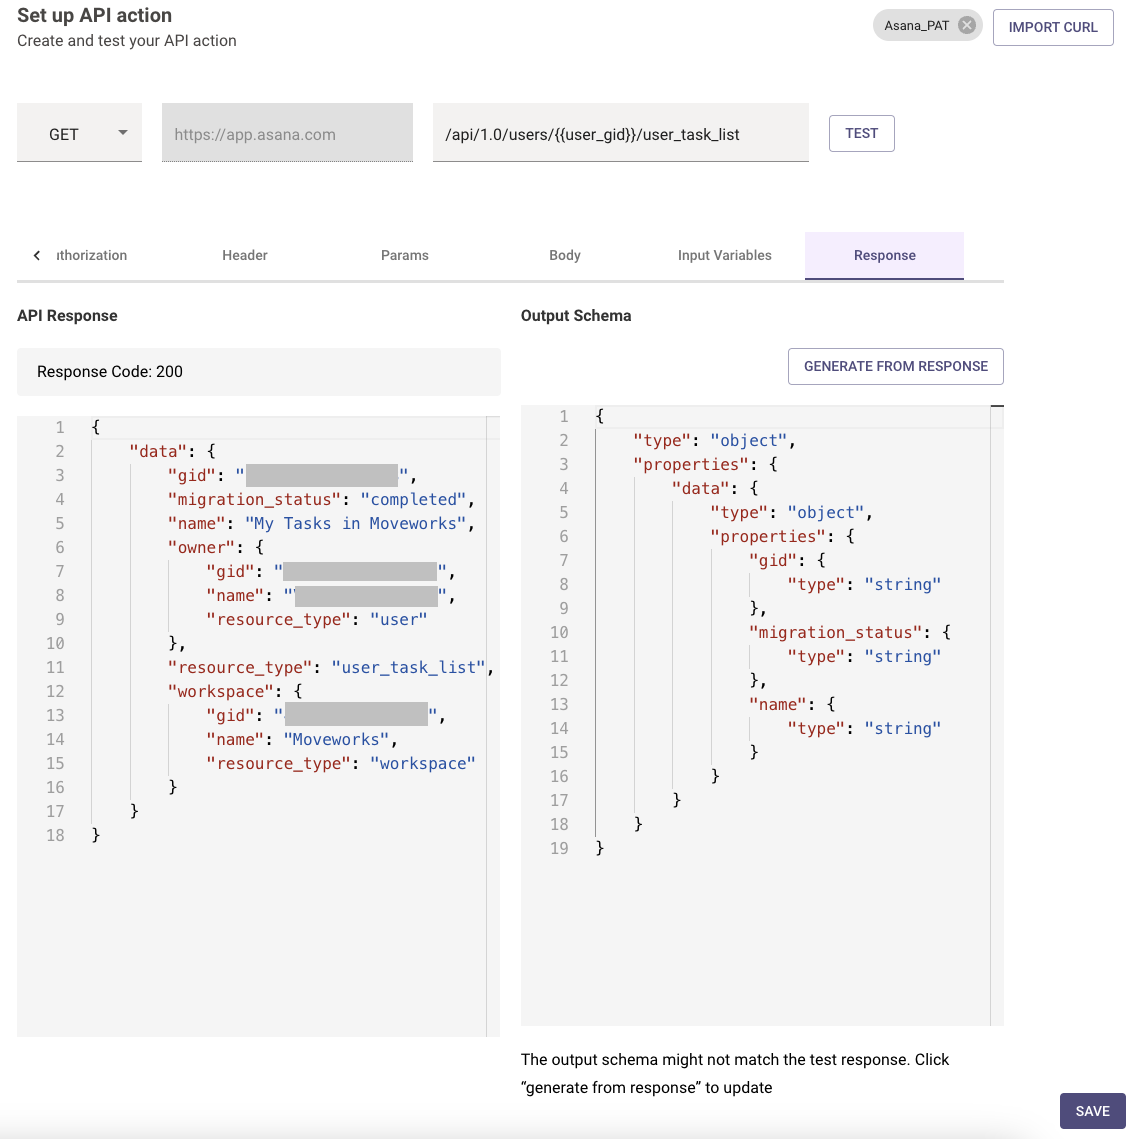 Set up API action
Create and test your API action
Asana_PAT
IMPORT CURL
GET
https://app.asana.com
/api/1.0/users/{{user_gid}}/user_task_list
TEST
thorization
Header
Params
Body
Input Variables
Response
API Response
Response Code: 200
1 {
2 "data": {
3 "gid": "",
4 "migration_status": "completed",
5 "name": "My Tasks in Moveworks",
6 "owner": {
7 "gid": "",
8 "name": "",
9 "resource_type": "user"
10 },
11 "resource_type": "user_task_list",
12 "workspace": {
13 "gid": "",
14 "name": "Moveworks",
15 "resource_type": "workspace"
16 }
17 }
18 }
Output Schema
GENERATE FROM RESPONSE
1 {
2 "type": "object",
3 "properties": {
4 "data": {
5 "type": "object",
6 "properties": {
7 "gid": {
8 "type": "string"
9 },
10 "migration_status": {
11 "type": "string"
12 },
13 "name": {
14 "type": "string"
15 }
16 }
17 }
18 }
19 }
The output schema might not match the test response. Click
“generate from response” to update
SAVE